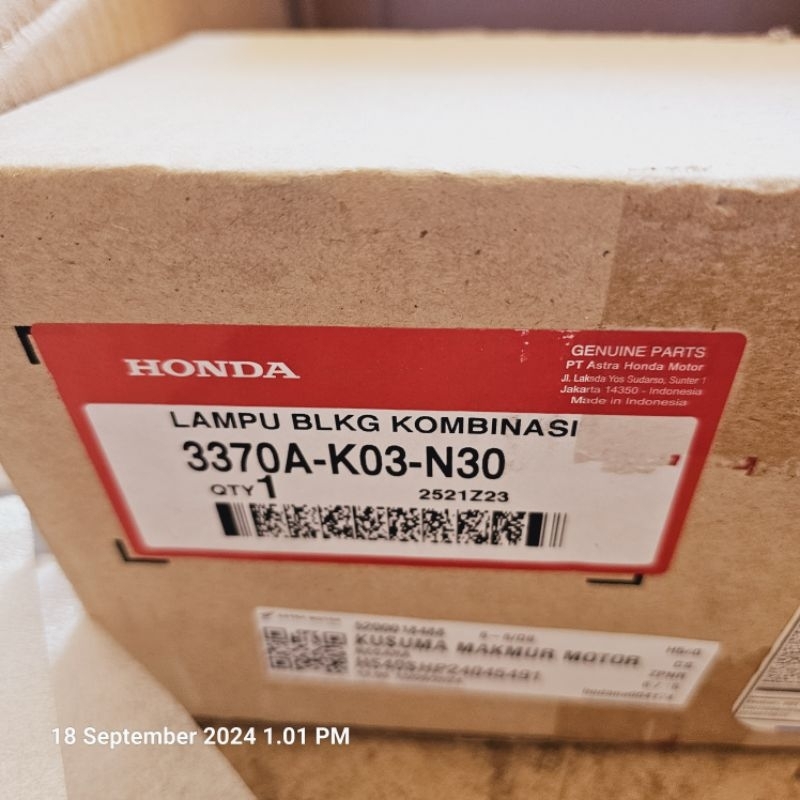 HONDA
GENUINE PARTS
PT Astra Honda Motor
Jl. Laksda Yos Sudarso, Sunter 1
Jakarta 14350 - Indonesia
Made in Indonesia
LAMPU BLKG KOMBINASI
3370A-K03-N30
QTY 1
2521Z23
KUSUMA MAKMUR MOTOR
18 September 2024 1.01 PM